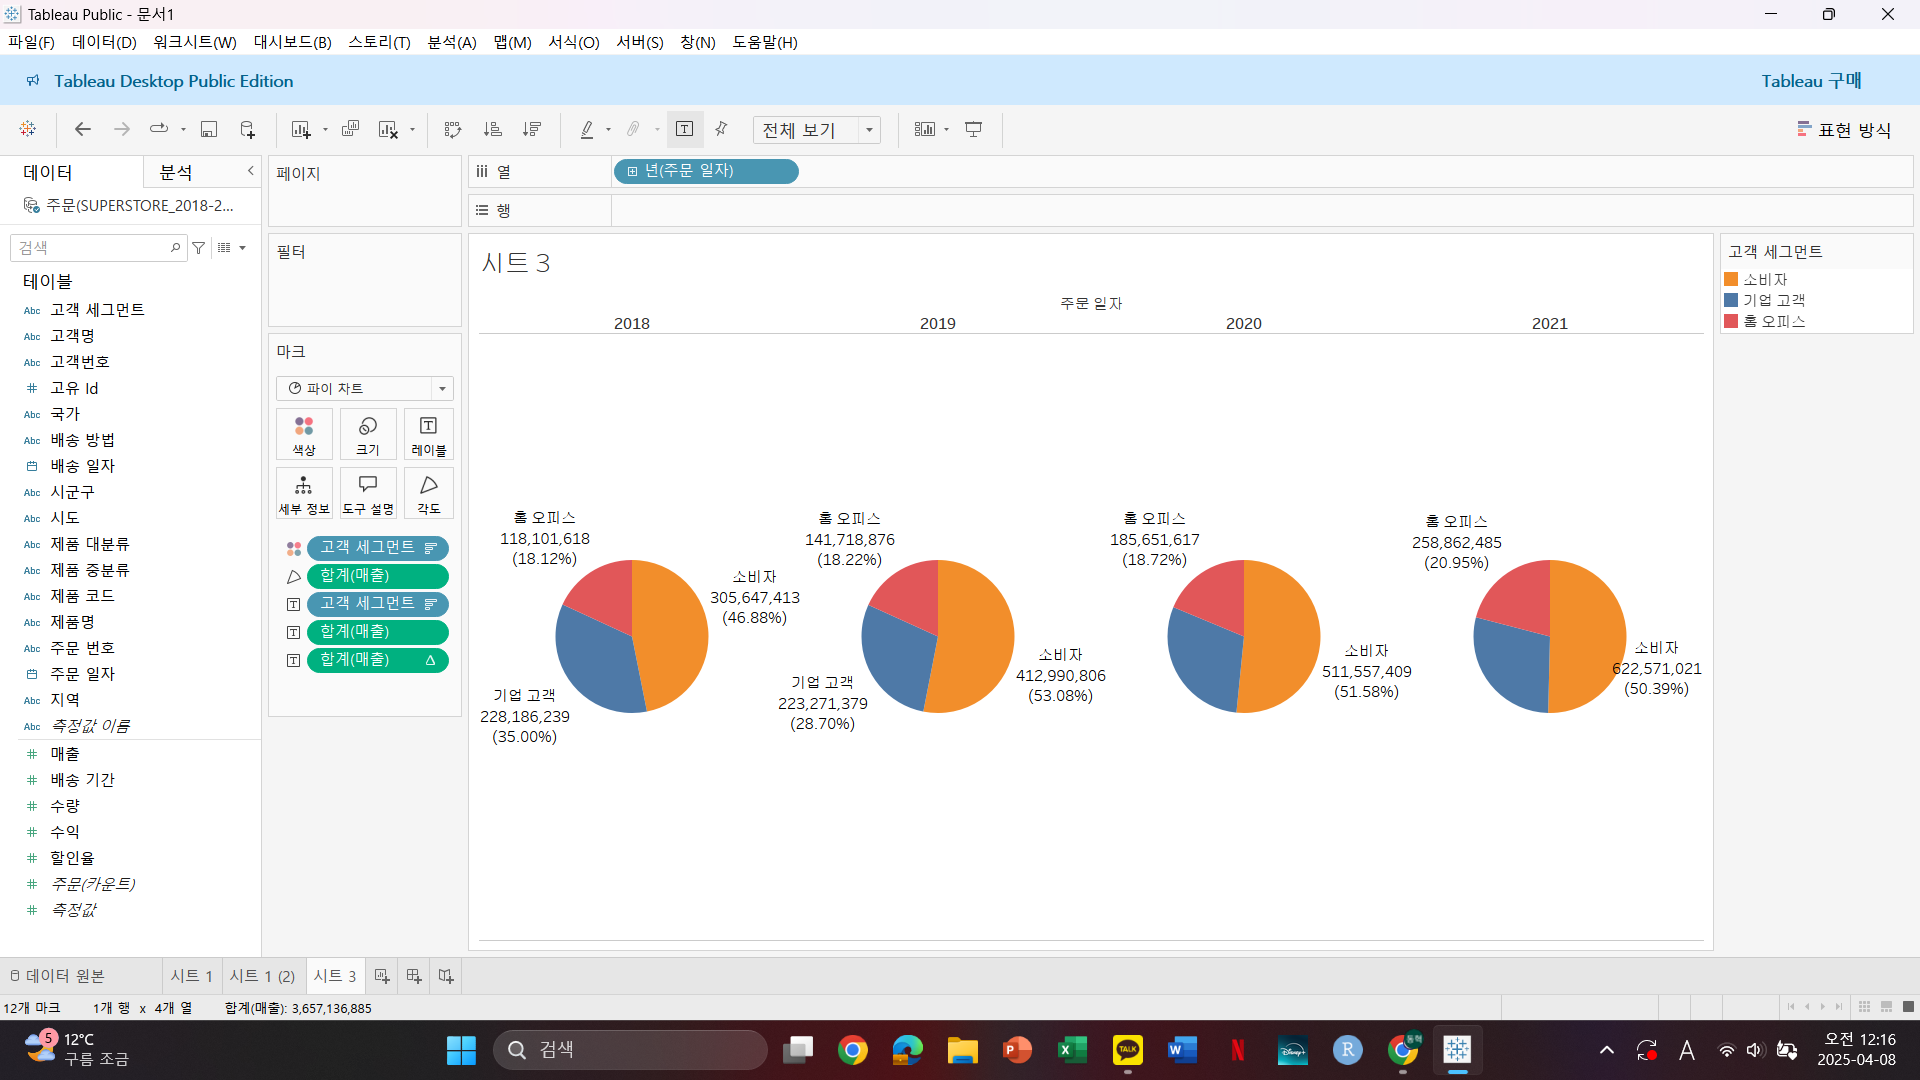 Tableau Public - 문서1
파일(F) 데이터(D) 워크시트(W) 대시보드(B) 스토리(T) 분석(A) 맵(M) 서식(O) 서버(S) 창(N) 도움말(H)
Tableau Desktop Public Edition
Tableau 구매
전체 보기
표현 방식
데이터
분석
주문(SUPERSTORE_2018-2...
검색
테이블
Abc 고객 세그먼트
Abc 고객명
Abc 고객번호
# 고유 Id
Abc 국가
Abc 배송 방법
배송 일자
Abc 시군구
Abc 시도
Abc 제품 대분류
Abc 제품 중분류
Abc 제품 코드
Abc 제품명
Abc 주문 번호
주문 일자
Abc 지역
Abc 측정값 이름
# 매출
# 배송 기간
# 수량
# 수익
# 할인율
# 주문(카운트)
# 측정값
페이지
필터
마크
파이 차트
색상
크기
레이블
세부 정보
도구 설명
각도
고객 세그먼트
합계(매출)
고객 세그먼트
합계(매출)
합계(매출) Δ
열
년(주문 일자)
행
시트 3
주문 일자
2018
2019
2020
2021
홈 오피스
118,101,618
(18.12%)
소비자
305,647,413
(46.88%)
기업 고객
228,186,239
(35.00%)
홈 오피스
141,718,876
(18.22%)
소비자
412,990,806
(53.08%)
기업 고객
223,271,379
(28.70%)
홈 오피스
185,651,617
(18.72%)
소비자
511,557,409
(51.58%)
홈 오피스
258,862,485
(20.95%)
소비자
622,571,021
(50.39%)
고객 세그먼트
소비자
기업 고객
홈 오피스
데이터 원본
시트 1
시트 1 (2)
시트 3
12개 마크 1개 행 x 4개 열 합계(매출): 3,657,136,885
5
12°C
구름 조금
검색
TALK
Disney+
A
오전 12:16
2025-04-08